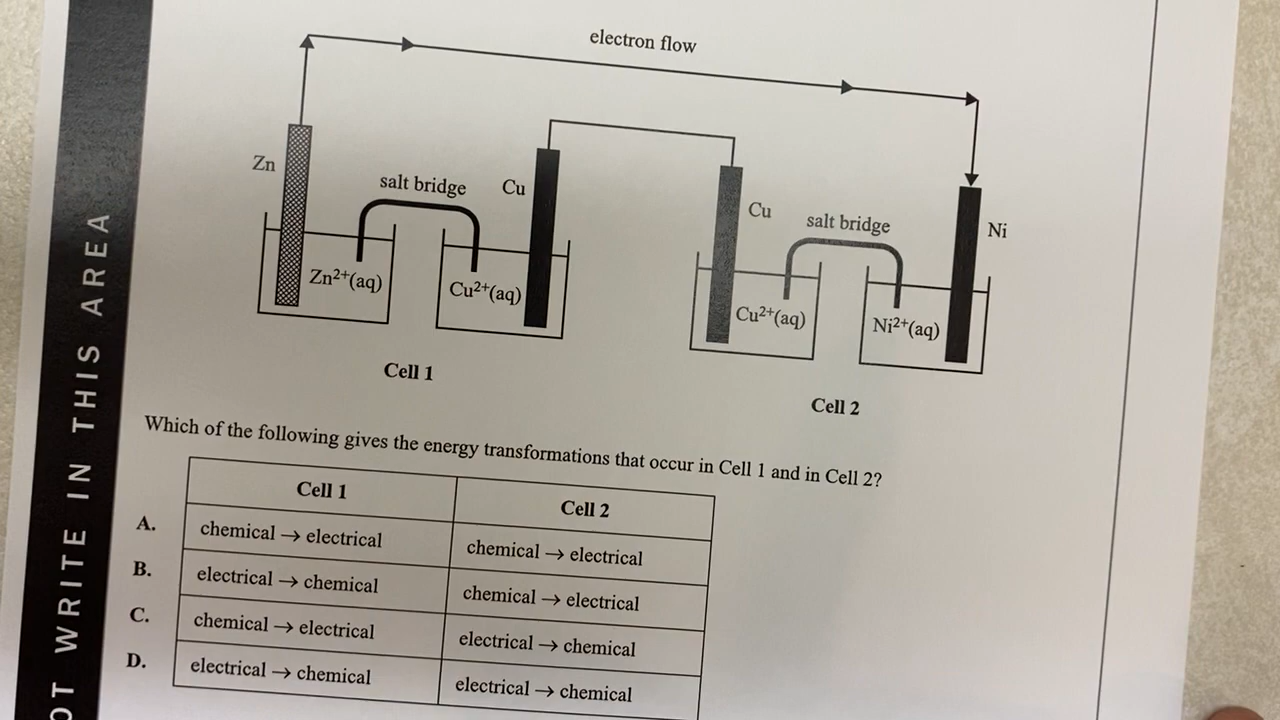 electron flow
Zn
salt bridge
Cu
Cu
salt bridge
Ni
Zn²⁺(aq)
Cu²⁺(aq)
Cu²⁺(aq)
Ni²⁺(aq)
Cell 1
Cell 2
Which of the following gives the energy transformations that occur in Cell 1 and in Cell 2?
Cell 1 Cell 2
A. chemical → electrical chemical → electrical
B. electrical → chemical chemical → electrical
C. chemical → electrical electrical → chemical
D. electrical → chemical electrical → chemical
OT WRITE IN THIS AREA